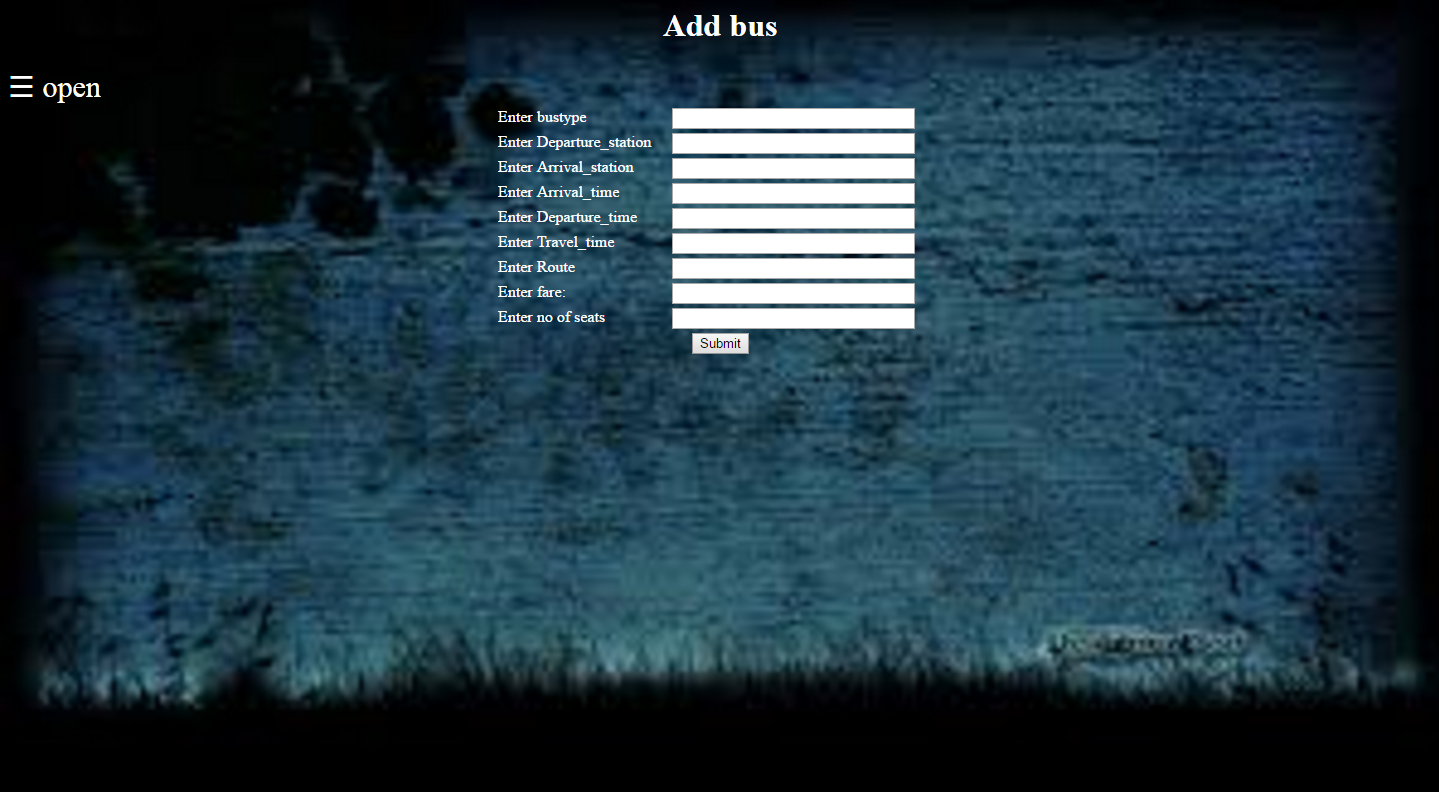 Add bus
☰ open
Enter bustype
Enter Departure_station
Enter Arrival_station
Enter Arrival_time
Enter Departure_time
Enter Travel_time
Enter Route
Enter fare:
Enter no of seats
Submit